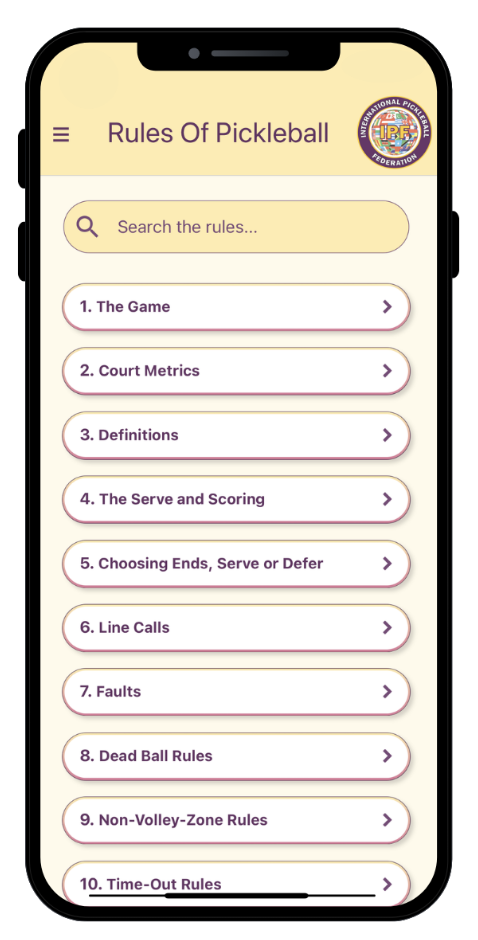 Rules Of Pickleball
INTERNATIONAL PICKLEBALL
IPF
FEDERATION
Search the rules...
1. The Game
2. Court Metrics
3. Definitions
4. The Serve and Scoring
5. Choosing Ends, Serve or Defer
6. Line Calls
7. Faults
8. Dead Ball Rules
9. Non-Volley-Zone Rules
10. Time-Out Rules